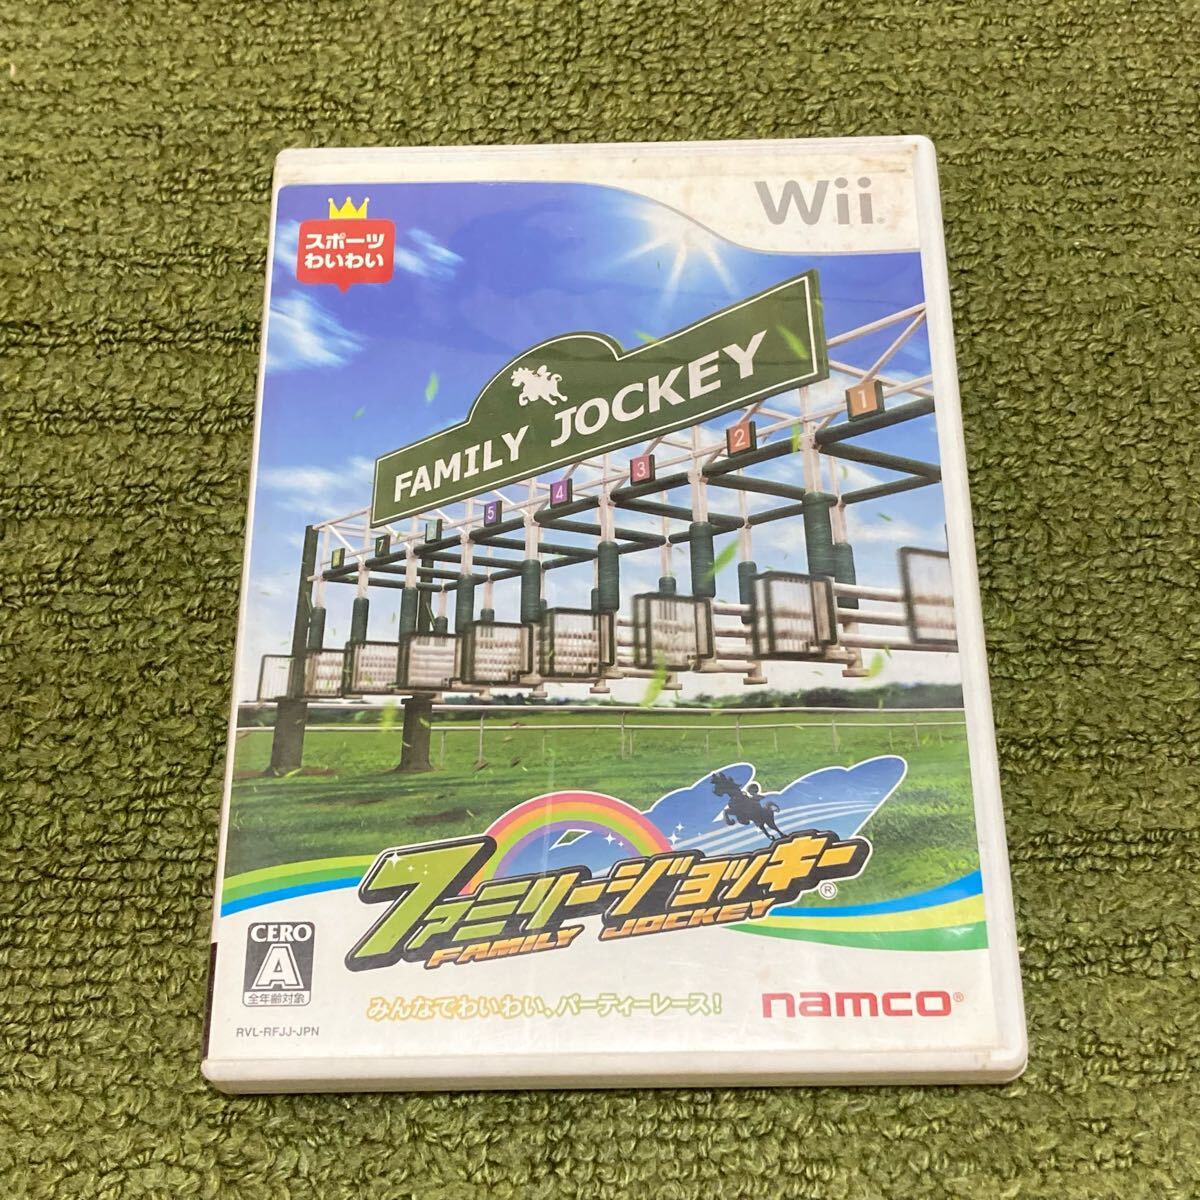 Wii
スポーツ
わいわい
FAMILY JOCKEY
1
2
3
4
5
7
ファミリージョッキー®
FAMILY JOCKEY
CERO
A
全年齢対象
みんなでわいわい、パーティーレース!
namco®
RVL-RFJJ-JPN